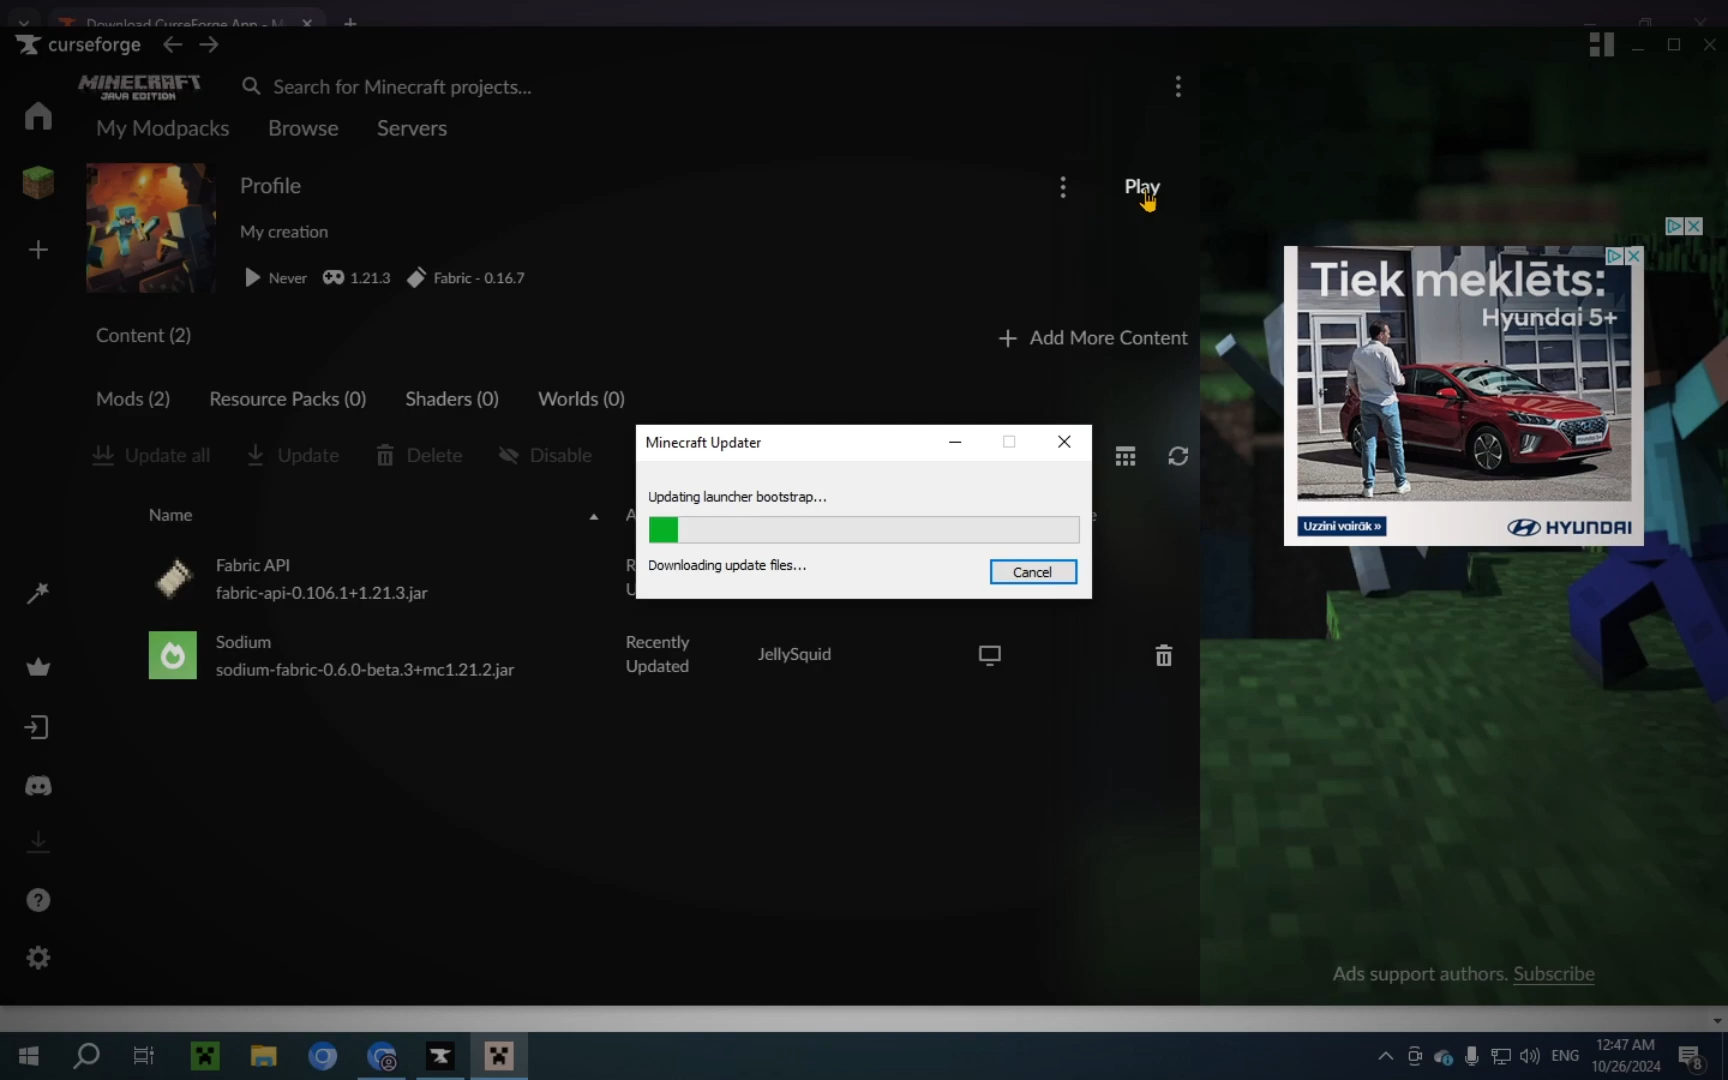 Download CurseForge App - M
curseforge
MINECRAFT
JAVA EDITION
Search for Minecraft projects...
My Modpacks
Browse
Servers
Profile
Play
My creation
Never
1.21.3
Fabric - 0.16.7
Content (2)
Add More Content
Mods (2)
Resource Packs (0)
Shaders (0)
Worlds (0)
Update all
Update
Delete
Disable
Name
Fabric API
fabric-api-0.106.1+1.21.3.jar
Sodium
sodium-fabric-0.6.0-beta.3+mc1.21.2.jar
Recently
Updated
JellySquid
Minecraft Updater
Updating launcher bootstrap...
Downloading update files...
Cancel
Tiek meklēts:
Hyundai 5+
Uzzini vairāk »
HYUNDAI
Ads support authors. Subscribe
ENG
12:47 AM
10/26/2024
8